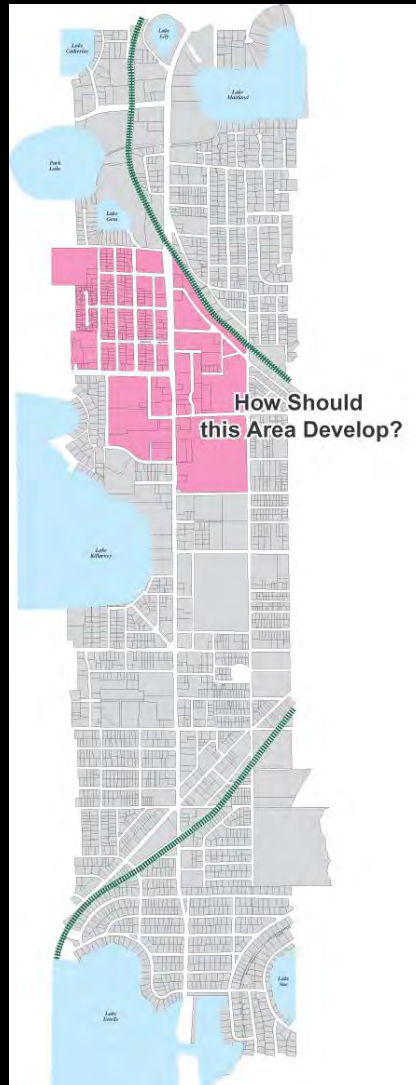 Lake
Lily
Lake
Catherine
Lake
Maitland
Park
Lake
Lake
Gem
How Should
this Area Develop?
Lake
Killarney
Lake
Sue
Lake
Estelle